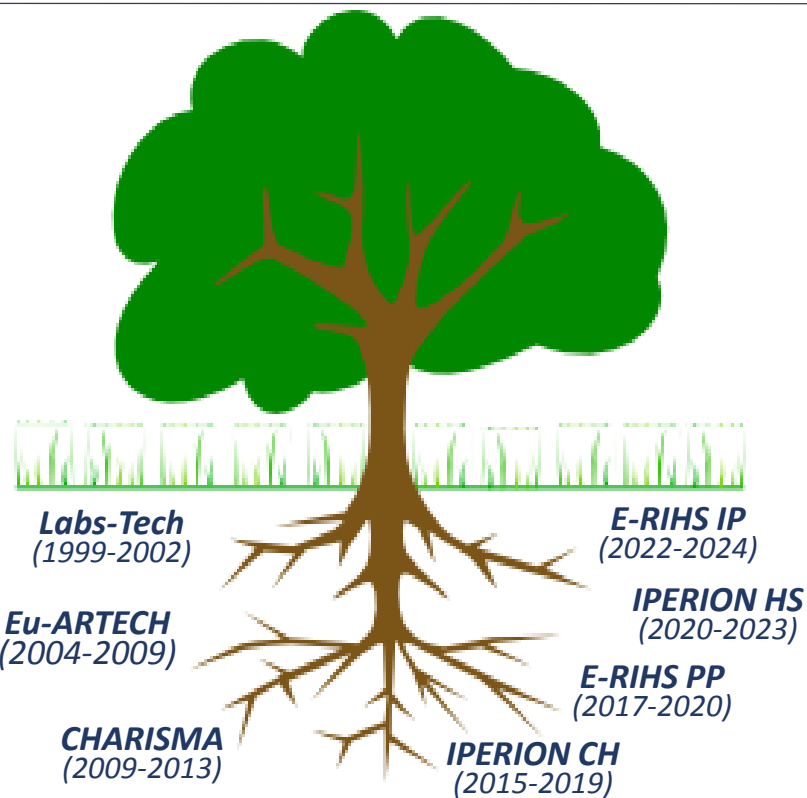 Labs-Tech
(1999-2002)
Eu-ARTECH
(2004-2009)
CHARISMA
(2009-2013)
IPERION CH
(2015-2019)
E-RIHS PP
(2017-2020)
IPERION HS
(2020-2023)
E-RIHS IP
(2022-2024)